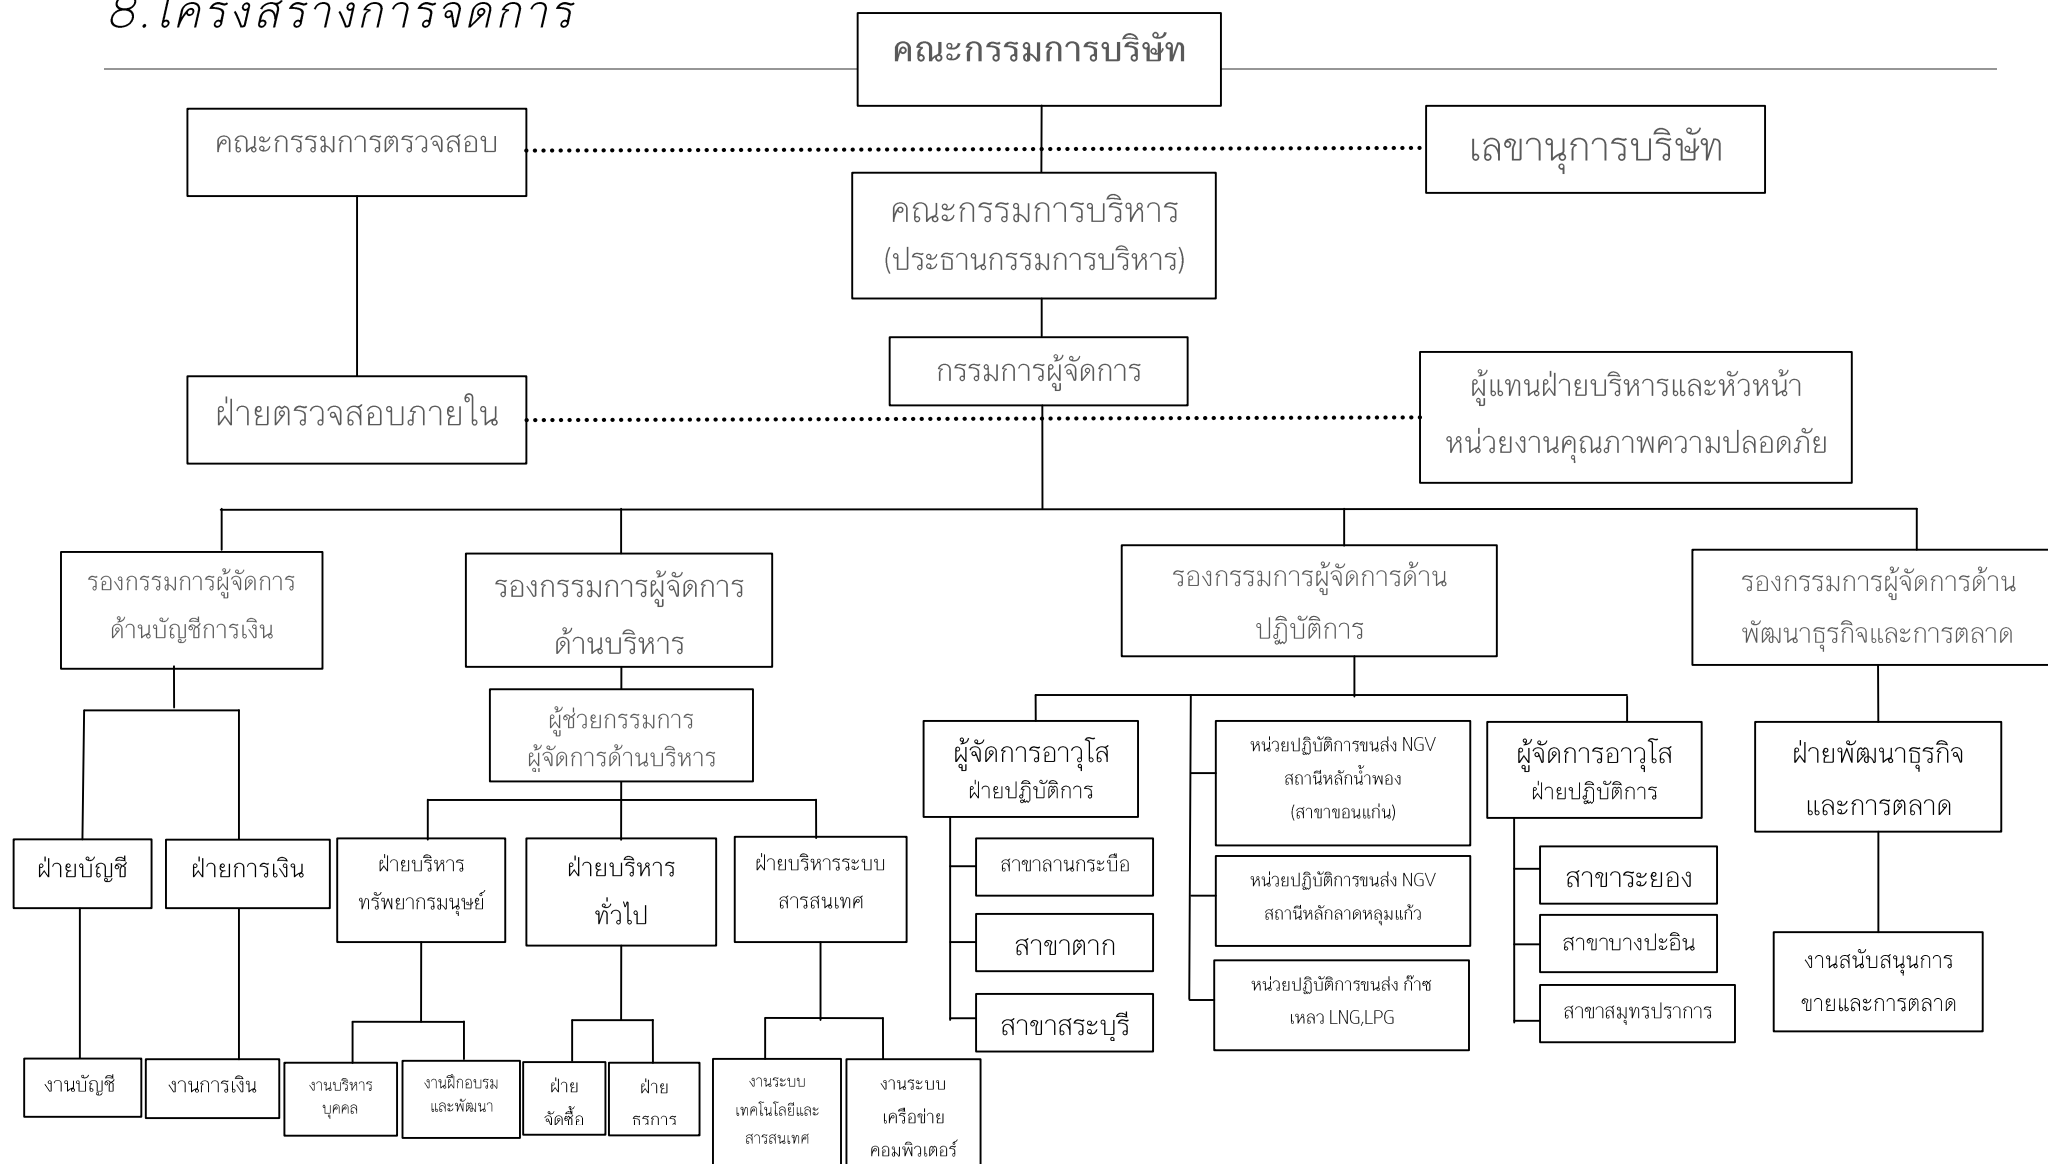 8.โครงสร้างการจัดการ
คณะกรรมการบริษัท
คณะกรรมการตรวจสอบ
เลขานุการบริษัท
คณะกรรมการบริหาร
(ประธานกรรมการบริหาร)
กรรมการผู้จัดการ
ฝ่ายตรวจสอบภายใน
ผู้แทนฝ่ายบริหารและหัวหน้า
หน่วยงานคุณภาพความปลอดภัย
รองกรรมการผู้จัดการ
ด้านบัญชีการเงิน
รองกรรมการผู้จัดการ
ด้านบริหาร
รองกรรมการผู้จัดการด้าน
ปฏิบัติการ
รองกรรมการผู้จัดการด้าน
พัฒนาธุรกิจและการตลาด
ผู้ช่วยกรรมการ
ผู้จัดการด้านบริหาร
ผู้จัดการอาวุโส
ฝ่ายปฏิบัติการ
หน่วยปฏิบัติการขนส่ง NGV
สถานีหลักน้ำพอง
(สาขาขอนแก่น)
ผู้จัดการอาวุโส
ฝ่ายปฏิบัติการ
ฝ่ายพัฒนาธุรกิจ
และการตลาด
ฝ่ายบัญชี
ฝ่ายการเงิน
ฝ่ายบริหาร
ทรัพยากรมนุษย์
ฝ่ายบริหาร
ทั่วไป
ฝ่ายบริหารระบบ
สารสนเทศ
สาขาลานกระบือ
สาขาตาก
สาขาสระบุรี
หน่วยปฏิบัติการขนส่ง NGV
สถานีหลักลาดหลุมแก้ว
หน่วยปฏิบัติการขนส่ง ก๊าซ
เหลว LNG,LPG
สาขาระยอง
สาขาบางปะอิน
สาขาสมุทรปราการ
งานสนับสนุนการ
ขายและการตลาด
งานบัญชี
งานการเงิน
งานบริหาร
บุคคล
งานฝึกอบรม
และพัฒนา
ฝ่าย
จัดซื้อ
ฝ่าย
ธุรการ
งานระบบ
เทคโนโลยีและ
สารสนเทศ
งานระบบ
เครือข่าย
คอมพิวเตอร์